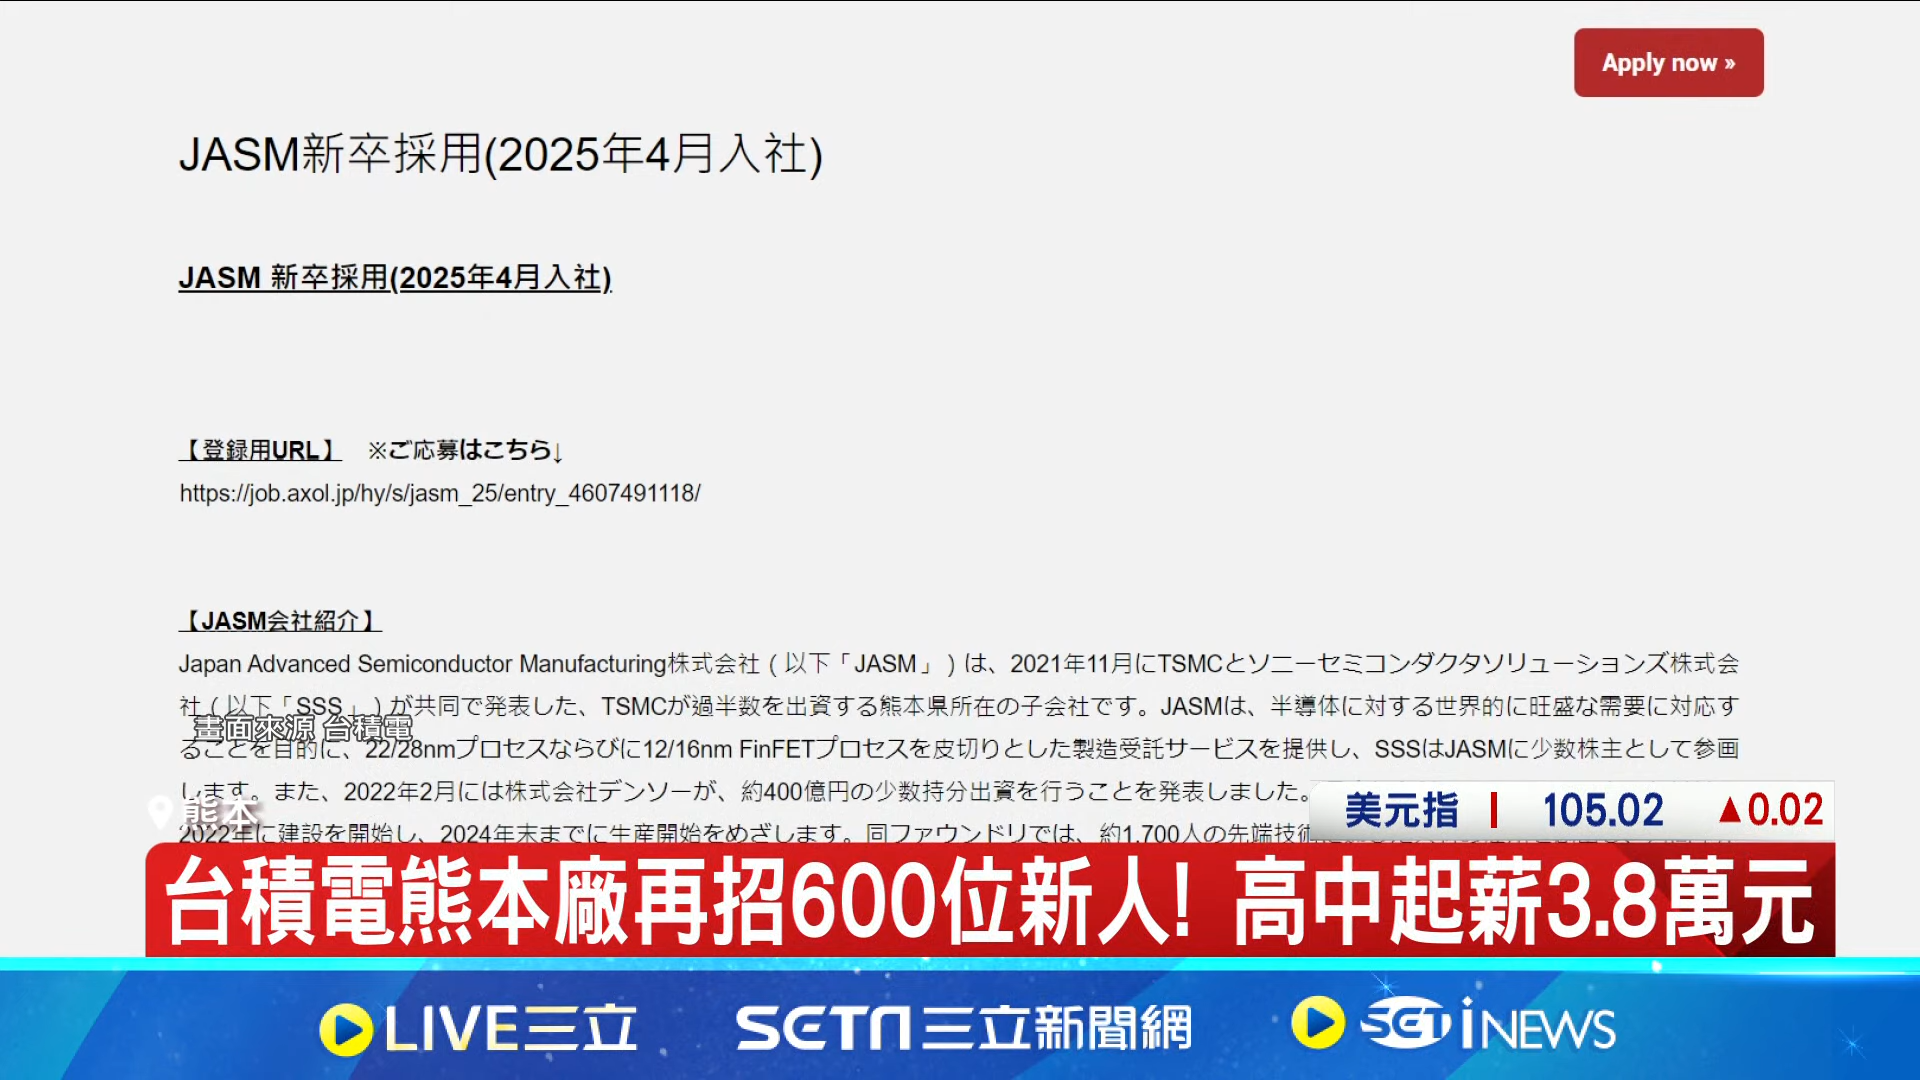 Apply now »
JASM新卒採用(2025年4月入社)
JASM 新卒採用(2025年4月入社)
【登録用URL】 ※ご応募はこちら↓
https://job.axol.jp/hy/s/jasm_25/entry_4607491118/
【JASM会社紹介】
Japan Advanced Semiconductor Manufacturing株式会社（以下「JASM」）は、2021年11月にTSMCとソニーセミコンダクタソリューションズ株式会
社（以下「SSS」）が共同で発表した、TSMCが過半数を出資する熊本県所在の子会社です。JASMは、半導体に対する世界的に旺盛な需要に対応す
畫面來源 台積電
ることを目的に、22/28nmプロセスならびに12/16nm FinFETプロセスを皮切りとした製造受託サービスを提供し、SSSはJASMに少数株主として参画
します。また、2022年2月には株式会社デンソーが、約400億円の少数持分出資を行うことを発表しました。
熊本
美元指 105.02 ▲0.02
2022年に建設を開始し、2024年末までに生産開始をめざします。同ファウンドリでは、約1,700人の先端技術
台積電熊本廠再招600位新人! 高中起薪3.8萬元
LIVE三立 SETN三立新聞網 SETiNEWS